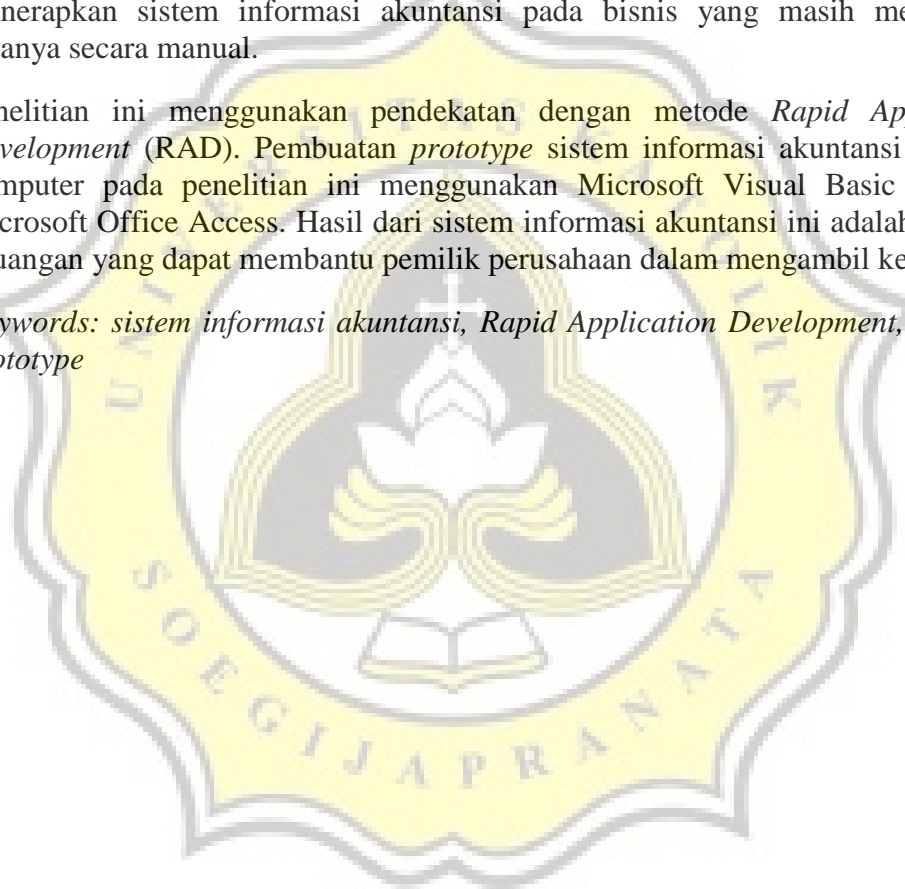 nerapkan sistem informasi akuntansi pada bisnis yang masih me
anya secara manual.
nelitian ini menggunakan pendekatan dengan metode Rapid Ap
velopment (RAD). Pembuatan prototype sistem informasi akuntansi
mputer pada penelitian ini menggunakan Microsoft Visual Basic
crosoft Office Access. Hasil dari sistem informasi akuntansi ini adalah
uangan yang dapat membantu pemilik perusahaan dalam mengambil ke
ywords: sistem informasi akuntansi, Rapid Application Development,
ototype
UNIVERSITAS KATOLIK
SOEGIJAPRANATA